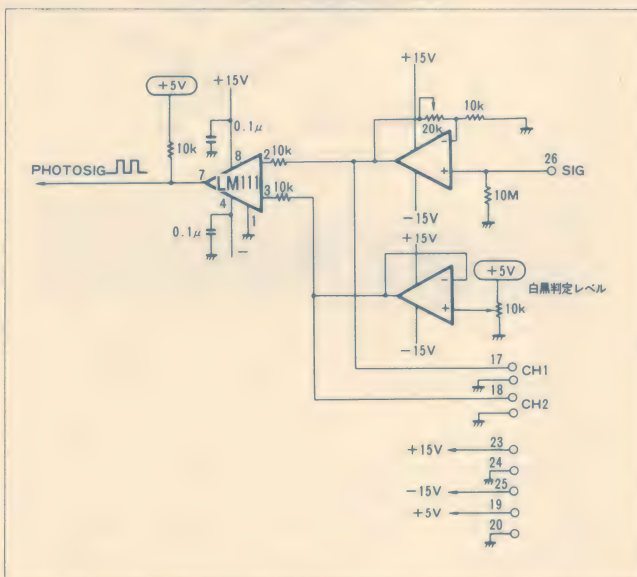 +5V
+15V
+15V
10k
0.1μ
10k
20k
10k
26
SIG
PHOTOSIG
7
8
2
10k
LM111
3
10k
4
1
-
+
10M
-15V
0.1μ
-
+15V
-
+
+5V
10k
白黒判定レベル
-15V
17
CH1
18
CH2
+15V
23
24
-15V
25
+5V
19
20